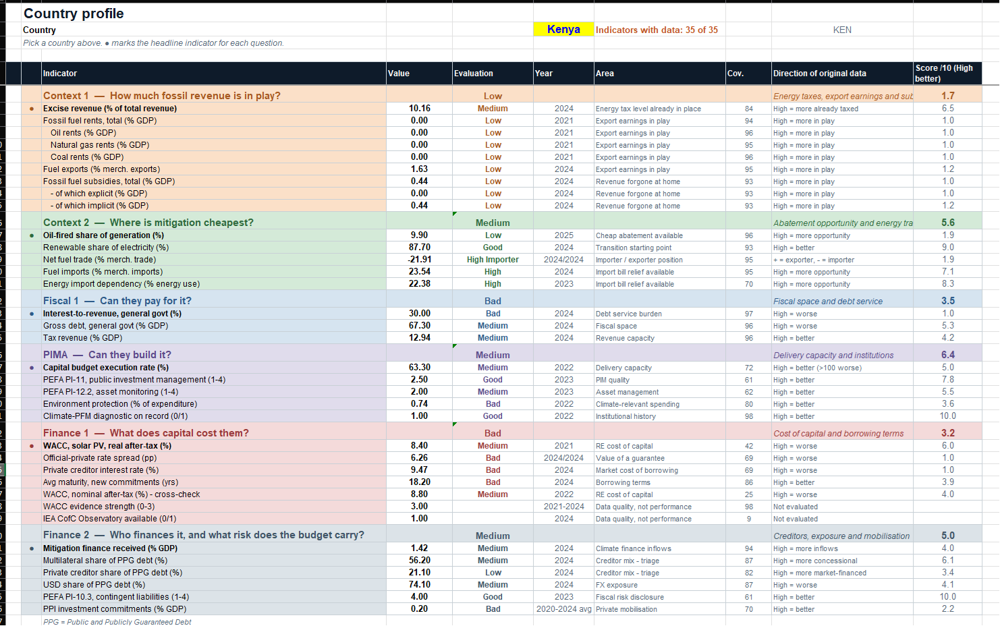 Country profile
Country Kenya Indicators with data: 35 of 35 KEN
Pick a country above. ● marks the headline indicator for each question.
Indicator Value Evaluation Year Area Cov. Direction of original data Score /10 (High better)
Context 1 — How much fossil revenue is in play? Low Energy taxes, export earnings and sub 1.7
● Excise revenue (% of total revenue) 10.16 Medium 2024 Energy tax level already in place 84 High = more already taxed 6.5
Fossil fuel rents, total (% GDP) 0.00 Low 2021 Export earnings in play 94 High = more in play 1.0
Oil rents (% GDP) 0.00 Low 2021 Export earnings in play 96 High = more in play 1.0
Natural gas rents (% GDP) 0.00 Low 2021 Export earnings in play 95 High = more in play 1.0
Coal rents (% GDP) 0.00 Low 2021 Export earnings in play 96 High = more in play 1.0
Fuel exports (% merch. exports) 1.63 Low 2024 Export earnings in play 95 High = more in play 1.2
Fossil fuel subsidies, total (% GDP) 0.44 Low 2024 Revenue forgone at home 93 High = more in play 1.0
- of which explicit (% GDP) 0.00 Low 2024 Revenue forgone at home 93 High = more in play 1.0
- of which implicit (% GDP) 0.44 Low 2024 Revenue forgone at home 93 High = more in play 1.2
Context 2 — Where is mitigation cheapest? Medium Abatement opportunity and energy tra 5.6
● Oil-fired share of generation (%) 9.90 Low 2025 Cheap abatement available 96 High = more opportunity 1.9
Renewable share of electricity (%) 87.70 Good 2024 Transition starting point 93 High = better 9.0
Net fuel trade (% merch. trade) -21.91 High Importer 2024/2024 Importer / exporter position 95 + = exporter, - = importer 1.9
Fuel imports (% merch. imports) 23.54 High 2024 Import bill relief available 95 High = more opportunity 7.1
Energy import dependency (% energy use) 22.38 High 2023 Import bill relief available 70 High = more opportunity 8.3
Fiscal 1 — Can they pay for it? Bad Fiscal space and debt service 3.5
● Interest-to-revenue, general govt (%) 30.00 Bad 2024 Debt service burden 97 High = worse 1.0
Gross debt, general govt (% GDP) 67.30 Medium 2024 Fiscal space 96 High = worse 5.3
Tax revenue (% GDP) 12.94 Medium 2024 Revenue capacity 96 High = better 4.2
PIMA — Can they build it? Medium Delivery capacity and institutions 6.4
● Capital budget execution rate (%) 63.30 Medium 2022 Delivery capacity 72 High = better (>100 worse) 5.0
PEFA PI-11, public investment management (1-4) 2.50 Good 2023 PIM quality 61 High = better 7.8
PEFA PI-12.2, asset monitoring (1-4) 2.00 Medium 2023 Asset management 62 High = better 5.5
Environment protection (% of expenditure) 0.74 Bad 2022 Climate-relevant spending 80 High = better 3.6
Climate-PFM diagnostic on record (0/1) 1.00 Good 2022 Institutional history 98 High = better 10.0
Finance 1 — What does capital cost them? Bad Cost of capital and borrowing terms 3.2
● WACC, solar PV, real after-tax (%) 8.40 Medium 2021 RE cost of capital 42 High = worse 6.0
Official-private rate spread (pp) 6.26 Bad 2024/2024 Value of a guarantee 69 High = worse 1.0
Private creditor interest rate (%) 9.47 Bad 2024 Market cost of borrowing 69 High = worse 1.0
Avg maturity, new commitments (yrs) 18.20 Bad 2024 Borrowing terms 86 High = better 3.9
WACC, nominal after-tax (%) - cross-check 8.80 Medium 2022 RE cost of capital 25 High = worse 4.0
WACC evidence strength (0-3) 3.00 2021-2024 Data quality, not performance 98 Not evaluated
IEA CofC Observatory available (0/1) 1.00 2024 Data quality, not performance 9 Not evaluated
Finance 2 — Who finances it, and what risk does the budget carry? Medium Creditors, exposure and mobilisation 5.0
● Mitigation finance received (% GDP) 1.42 Medium 2024 Climate finance inflows 94 High = more inflows 4.0
Multilateral share of PPG debt (%) 56.20 Medium 2024 Creditor mix - triage 87 High = more concessional 6.1
Private creditor share of PPG debt (%) 21.10 Low 2024 Creditor mix - triage 82 High = more market-financed 3.4
USD share of PPG debt (%) 74.10 Medium 2024 FX exposure 87 High = worse 4.1
PEFA PI-10.3, contingent liabilities (1-4) 4.00 Good 2023 Fiscal risk disclosure 61 High = better 10.0
PPI investment commitments (% GDP) 0.20 Bad 2020-2024 avg Private mobilisation 70 High = better 2.2
PPG = Public and Publicly Guaranteed Debt